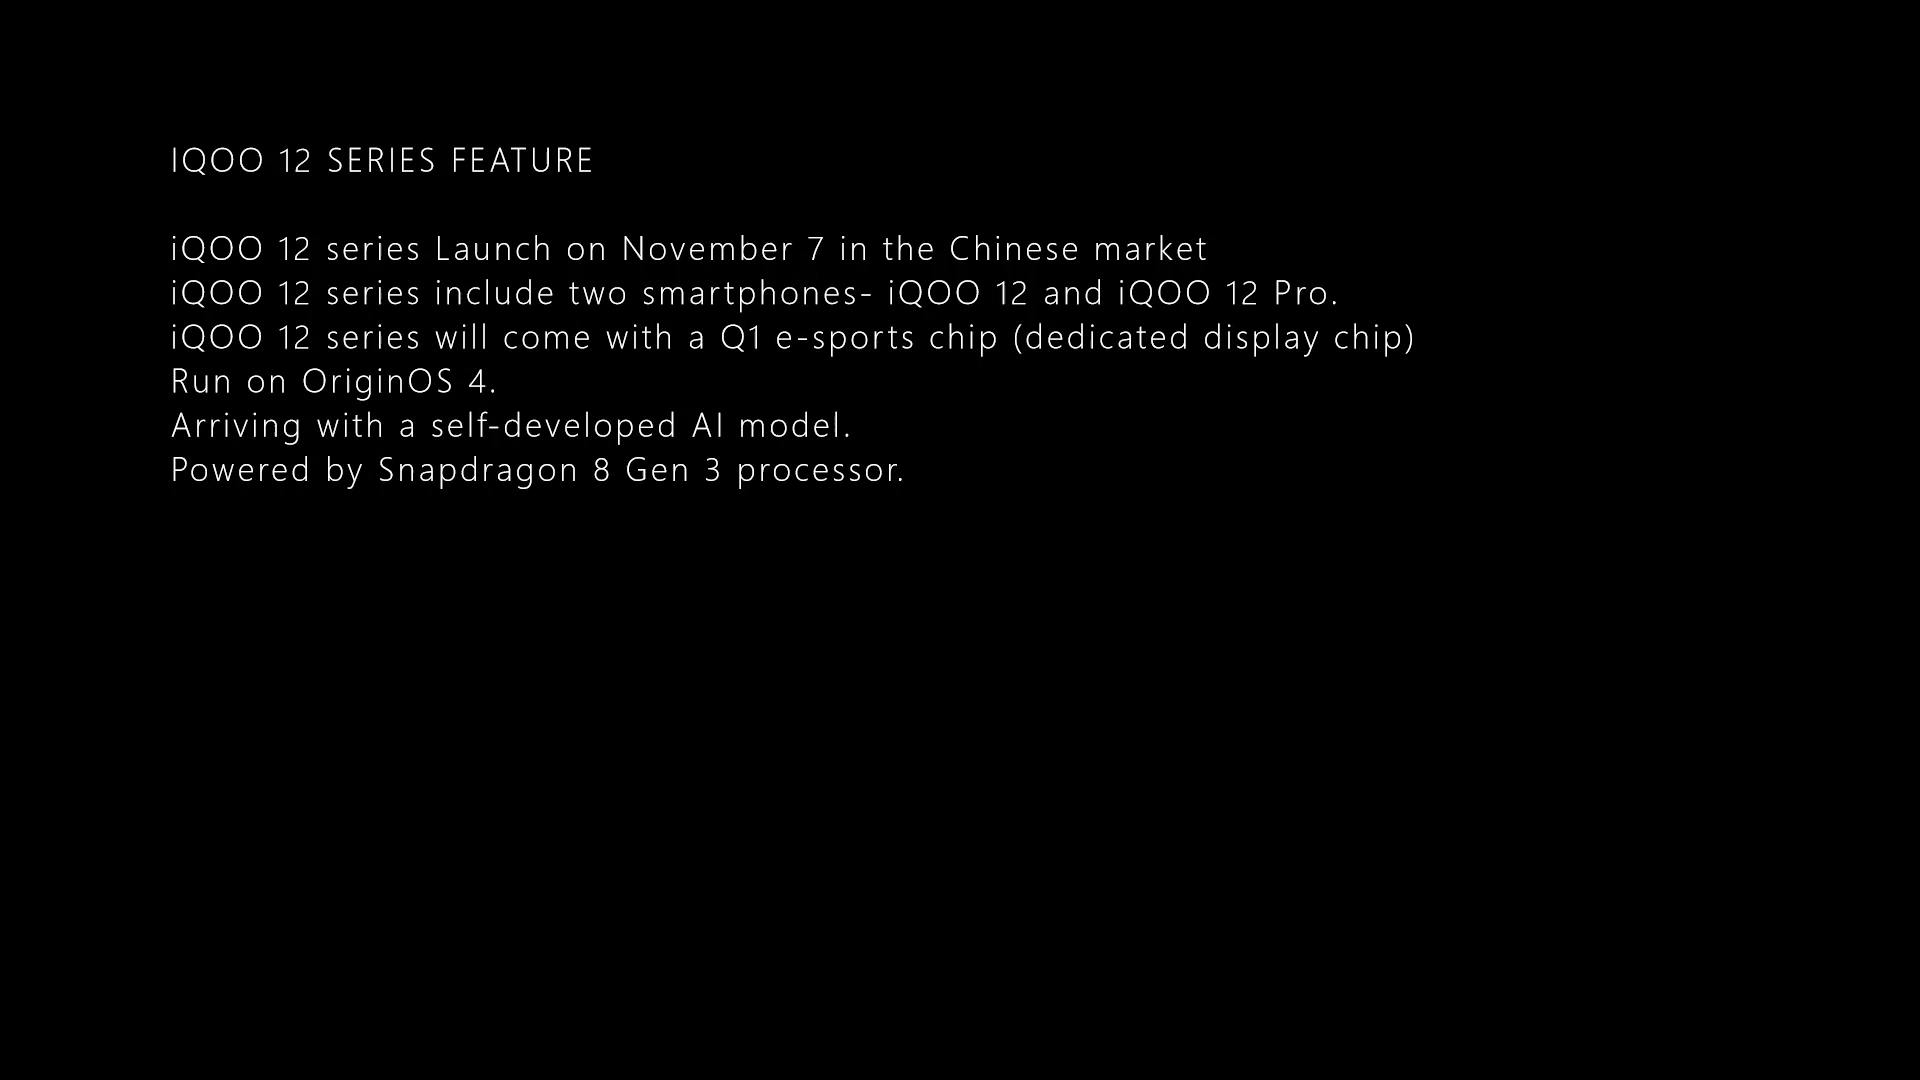 IQOO 12 SERIES FEATURE
iQOO 12 series Launch on November 7 in the Chinese market
iQOO 12 series include two smartphones- iQOO 12 and iQOO 12 Pro.
iQOO 12 series will come with a Q1 e-sports chip (dedicated display chip)
Run on OriginOS 4.
Arriving with a self-developed AI model.
Powered by Snapdragon 8 Gen 3 processor.